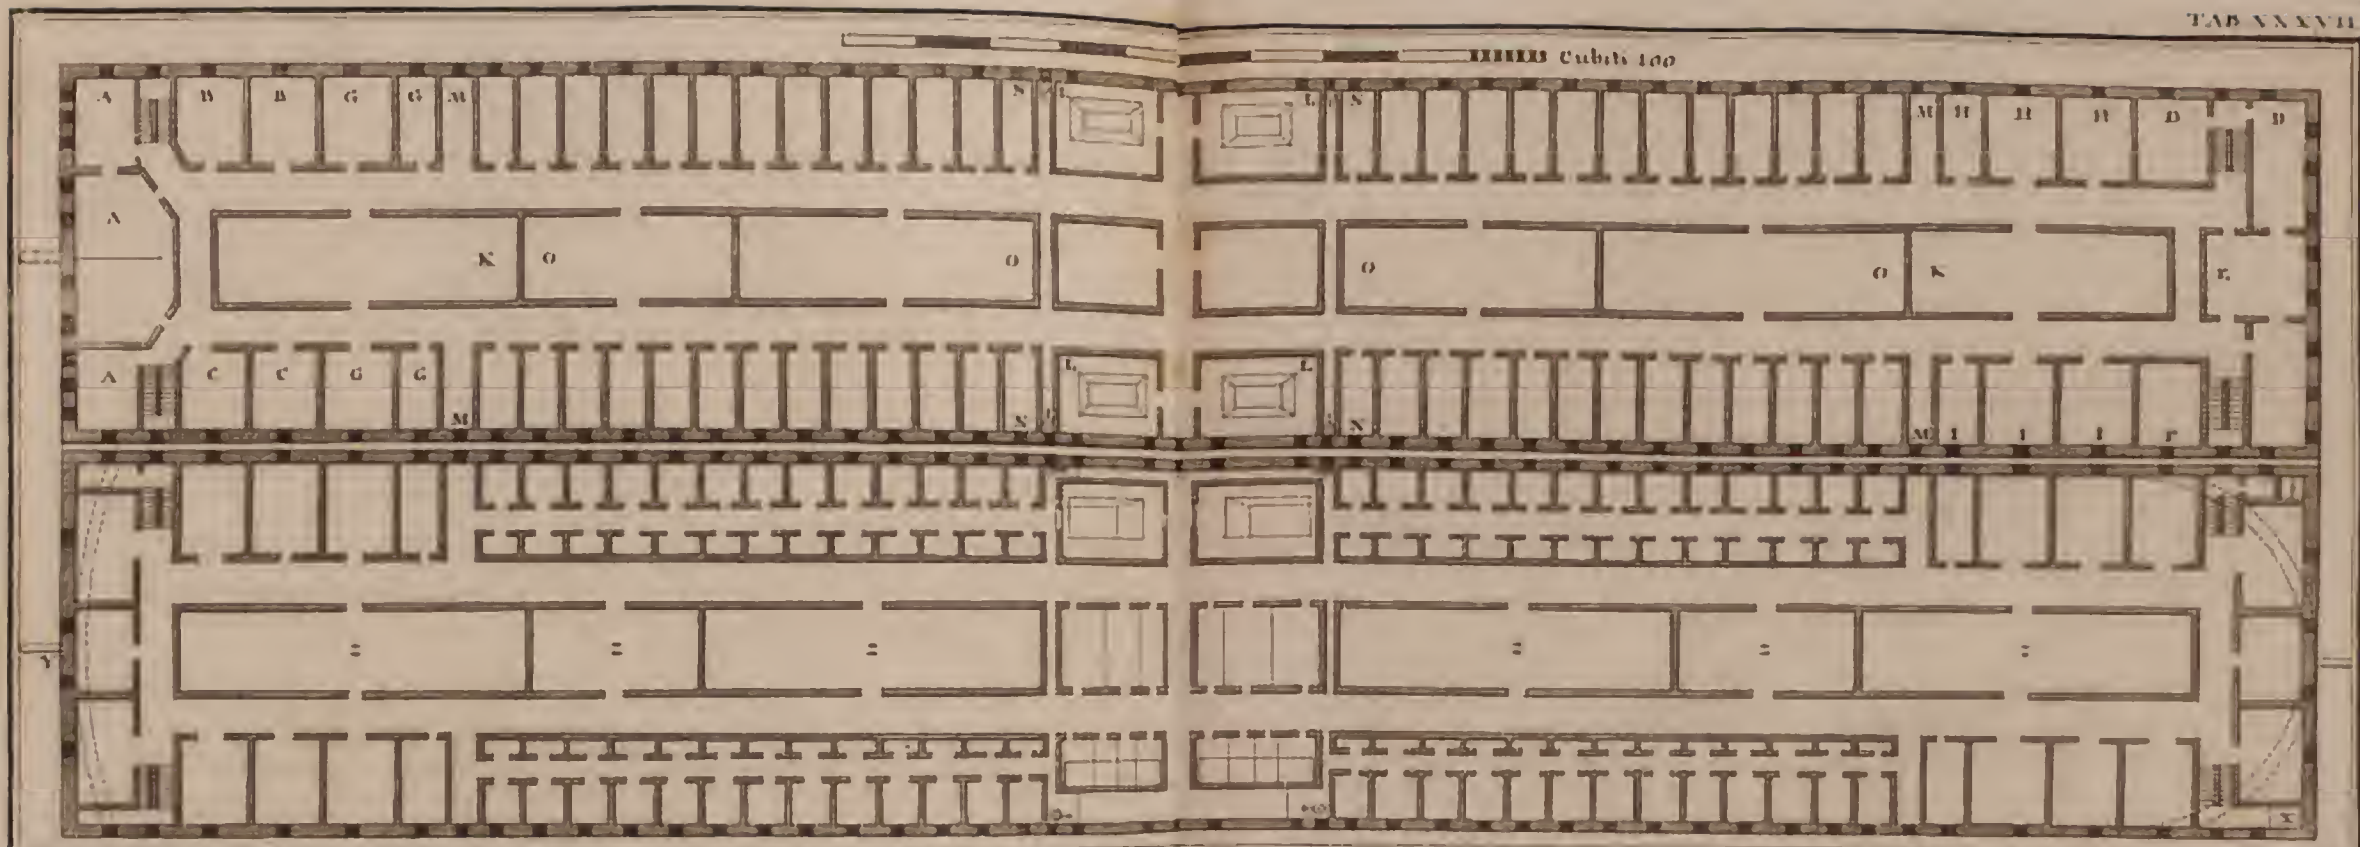 TAB XXXVII
Cubiti 100
A B B G G M S L L S M H H H D D
A K O O O O K E
A C C G G M N L L N M I I I F
Y
X